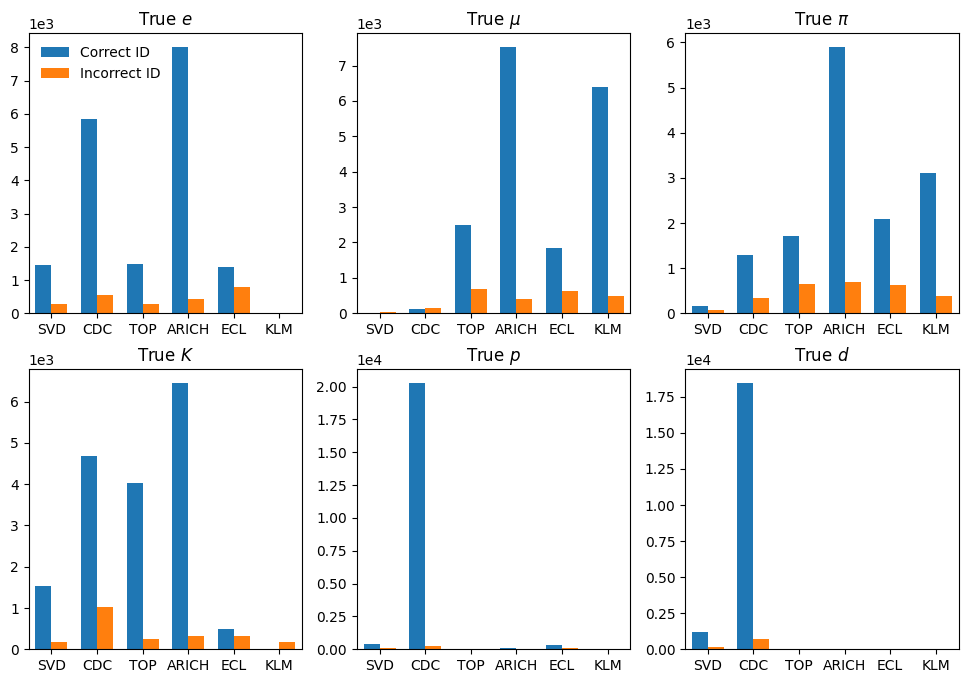 True e
1e3
8
7
6
5
4
3
2
1
0
Correct ID
Incorrect ID
SVD CDC TOP ARICH ECL KLM
True μ
1e3
7
6
5
4
3
2
1
0
SVD CDC TOP ARICH ECL KLM
True π
1e3
6
5
4
3
2
1
0
SVD CDC TOP ARICH ECL KLM
True K
1e3
6
5
4
3
2
1
0
SVD CDC TOP ARICH ECL KLM
True p
1e4
2.00
1.75
1.50
1.25
1.00
0.75
0.50
0.25
0.00
SVD CDC TOP ARICH ECL KLM
True d
1e4
1.75
1.50
1.25
1.00
0.75
0.50
0.25
0.00
SVD CDC TOP ARICH ECL KLM